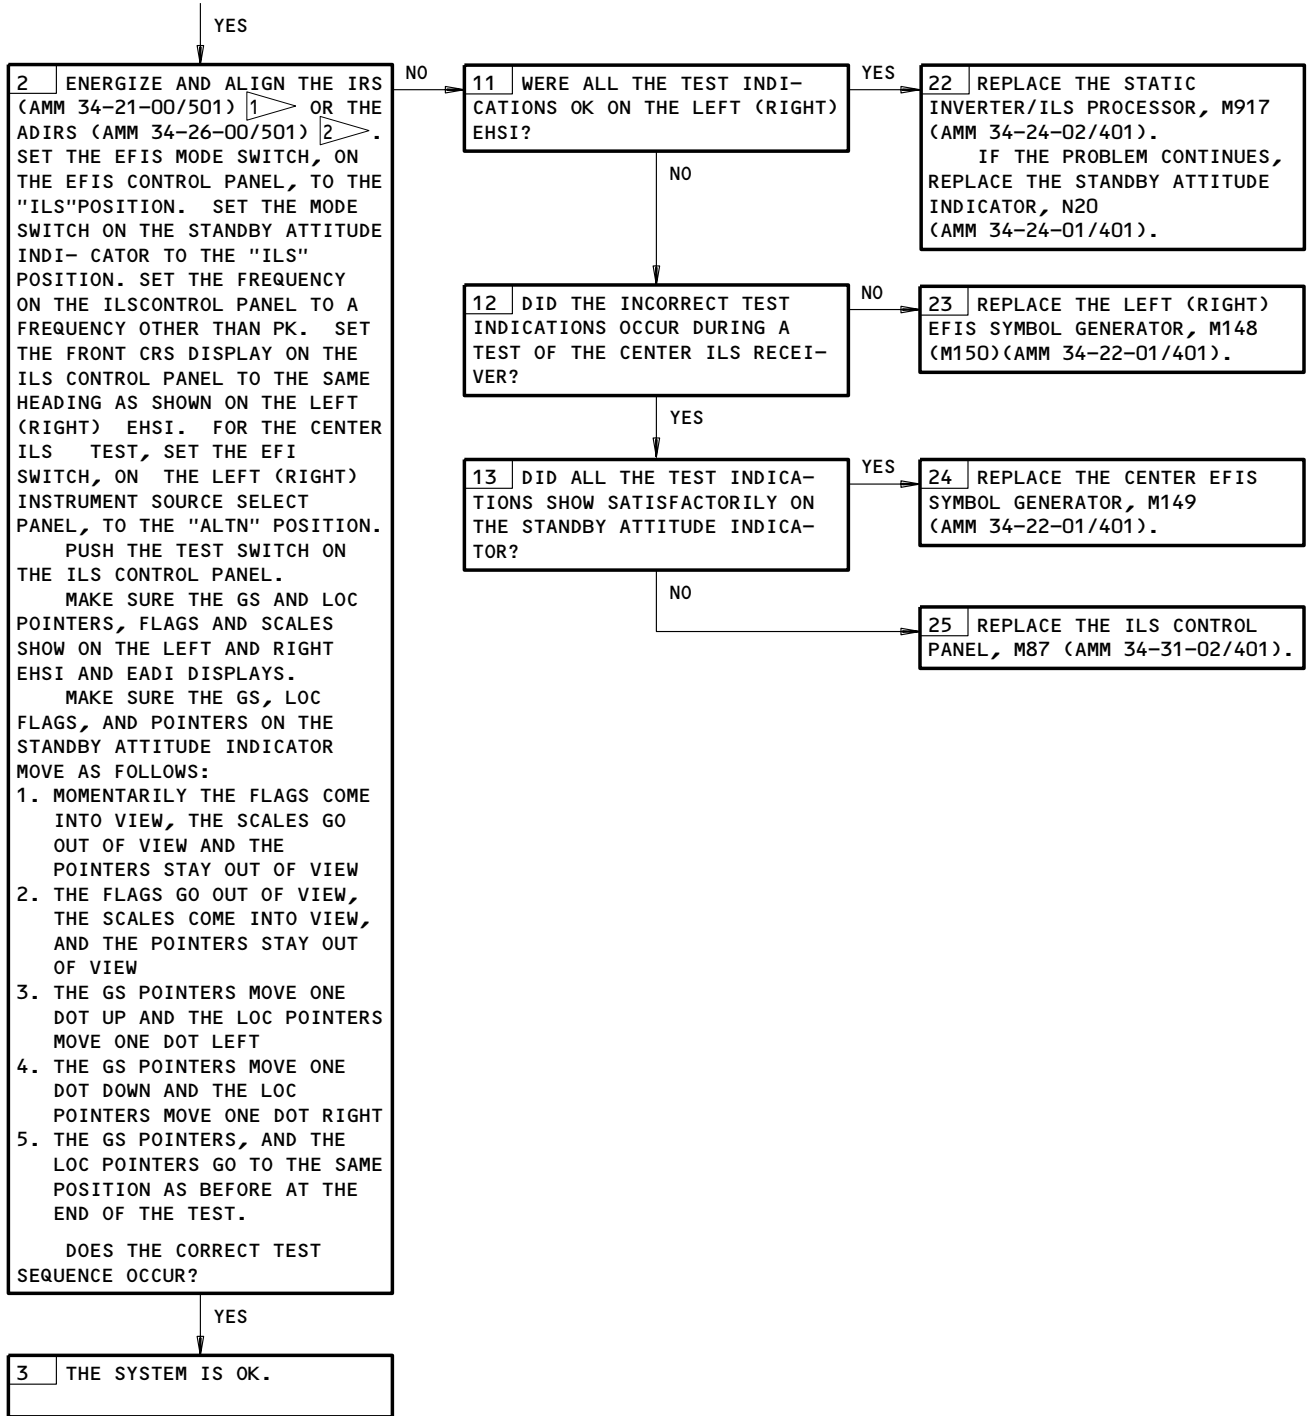 YES
2 ENERGIZE AND ALIGN THE IRS
(AMM 34-21-00/501) 1 OR THE
ADIRS (AMM 34-26-00/501) 2 .
SET THE EFIS MODE SWITCH, ON
THE EFIS CONTROL PANEL, TO THE
"ILS"POSITION. SET THE MODE
SWITCH ON THE STANDBY ATTITUDE
INDI- CATOR TO THE "ILS"
POSITION. SET THE FREQUENCY
ON THE ILSCONTROL PANEL TO A
FREQUENCY OTHER THAN PK. SET
THE FRONT CRS DISPLAY ON THE
ILS CONTROL PANEL TO THE SAME
HEADING AS SHOWN ON THE LEFT
(RIGHT) EHSI. FOR THE CENTER
ILS TEST, SET THE EFI
SWITCH, ON THE LEFT (RIGHT)
INSTRUMENT SOURCE SELECT
PANEL, TO THE "ALTN" POSITION.
PUSH THE TEST SWITCH ON
THE ILS CONTROL PANEL.
MAKE SURE THE GS AND LOC
POINTERS, FLAGS AND SCALES
SHOW ON THE LEFT AND RIGHT
EHSI AND EADI DISPLAYS.
MAKE SURE THE GS, LOC
FLAGS, AND POINTERS ON THE
STANDBY ATTITUDE INDICATOR
MOVE AS FOLLOWS:
1. MOMENTARILY THE FLAGS COME
INTO VIEW, THE SCALES GO
OUT OF VIEW AND THE
POINTERS STAY OUT OF VIEW
2. THE FLAGS GO OUT OF VIEW,
THE SCALES COME INTO VIEW,
AND THE POINTERS STAY OUT
OF VIEW
3. THE GS POINTERS MOVE ONE
DOT UP AND THE LOC POINTERS
MOVE ONE DOT LEFT
4. THE GS POINTERS MOVE ONE
DOT DOWN AND THE LOC
POINTERS MOVE ONE DOT RIGHT
5. THE GS POINTERS, AND THE
LOC POINTERS GO TO THE SAME
POSITION AS BEFORE AT THE
END OF THE TEST.
DOES THE CORRECT TEST
SEQUENCE OCCUR?
YES
3 THE SYSTEM IS OK.
NO
11 WERE ALL THE TEST INDI-
CATIONS OK ON THE LEFT (RIGHT)
EHSI?
YES
22 REPLACE THE STATIC
INVERTER/ILS PROCESSOR, M917
(AMM 34-24-02/401).
IF THE PROBLEM CONTINUES,
REPLACE THE STANDBY ATTITUDE
INDICATOR, N20
(AMM 34-24-01/401).
NO
12 DID THE INCORRECT TEST
INDICATIONS OCCUR DURING A
TEST OF THE CENTER ILS RECEI-
VER?
NO
23 REPLACE THE LEFT (RIGHT)
EFIS SYMBOL GENERATOR, M148
(M150)(AMM 34-22-01/401).
YES
13 DID ALL THE TEST INDICA-
TIONS SHOW SATISFACTORILY ON
THE STANDBY ATTITUDE INDICA-
TOR?
YES
24 REPLACE THE CENTER EFIS
SYMBOL GENERATOR, M149
(AMM 34-22-01/401).
NO
25 REPLACE THE ILS CONTROL
PANEL, M87 (AMM 34-31-02/401).